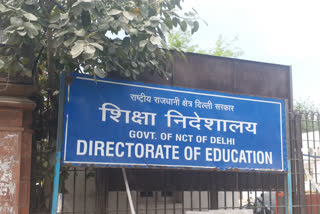 राष्ट्रीय राजधानी क्षेत्र दिल्ली सरकार
शिक्षा निदेशालय
GOVT. OF NCT OF DELHI
DIRECTORATE OF EDUCATION